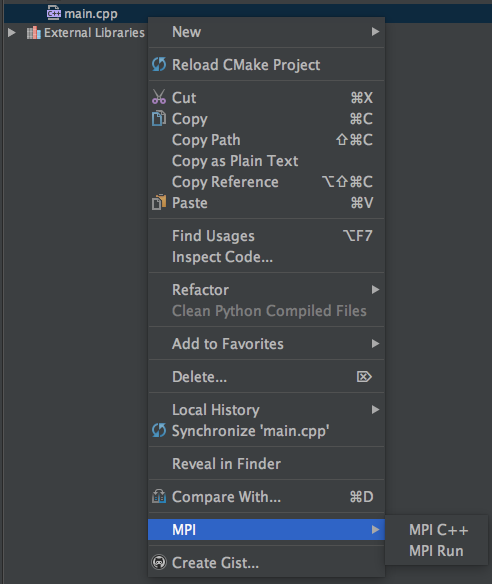 main.cpp
External Libraries
New
Reload CMake Project
Cut ⌘X
Copy ⌘C
Copy Path ⇧⌘C
Copy as Plain Text
Copy Reference ⌥⇧⌘C
Paste ⌘V
Find Usages ⌥F7
Inspect Code...
Refactor
Clean Python Compiled Files
Add to Favorites
Delete... ⌦
Local History
Synchronize 'main.cpp'
Reveal in Finder
Compare With... ⌘D
MPI
MPI C++
MPI Run
Create Gist...